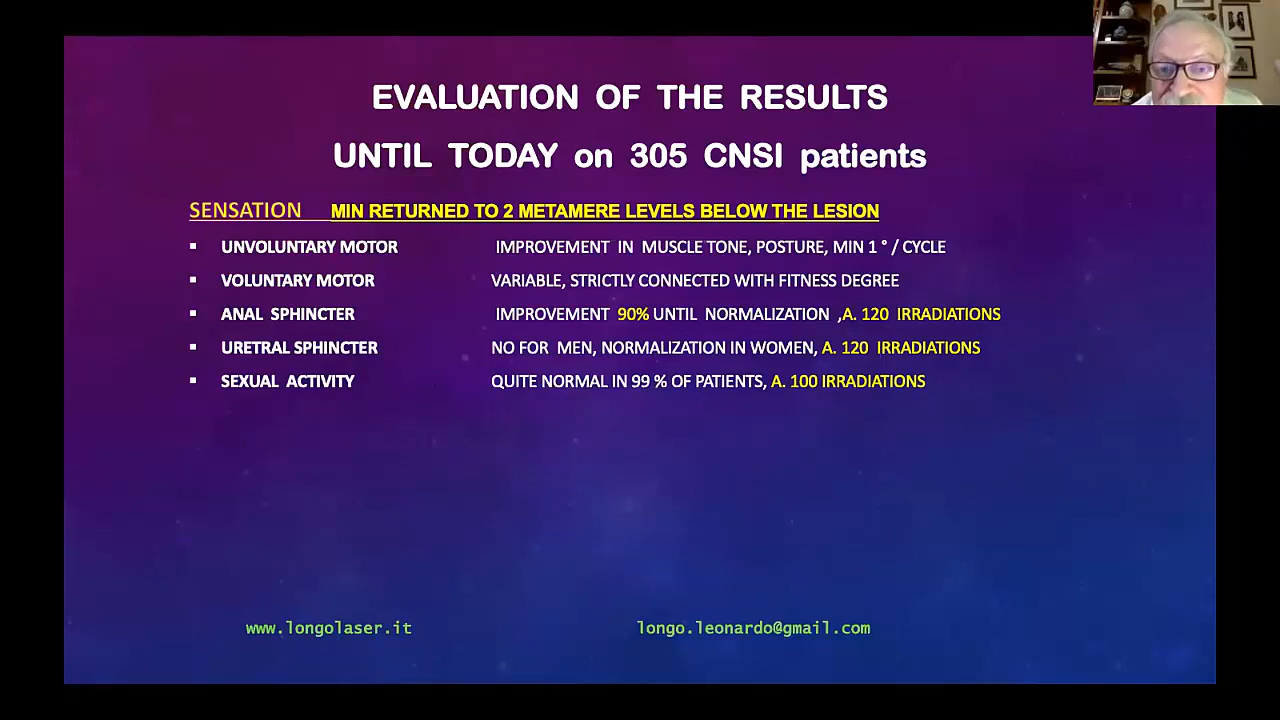 EVALUATION OF THE RESULTS
UNTIL TODAY on 305 CNSI patients
SENSATION MIN RETURNED TO 2 METAMERE LEVELS BELOW THE LESION
▪ UNVOLUNTARY MOTOR IMPROVEMENT IN MUSCLE TONE, POSTURE, MIN 1 ° / CYCLE
▪ VOLUNTARY MOTOR VARIABLE, STRICTLY CONNECTED WITH FITNESS DEGREE
▪ ANAL SPHINCTER IMPROVEMENT 90% UNTIL NORMALIZATION ,A. 120 IRRADIATIONS
▪ URETRAL SPHINCTER NO FOR MEN, NORMALIZATION IN WOMEN, A. 120 IRRADIATIONS
▪ SEXUAL ACTIVITY QUITE NORMAL IN 99 % OF PATIENTS, A. 100 IRRADIATIONS
www.longolaser.it longo.leonardo@gmail.com